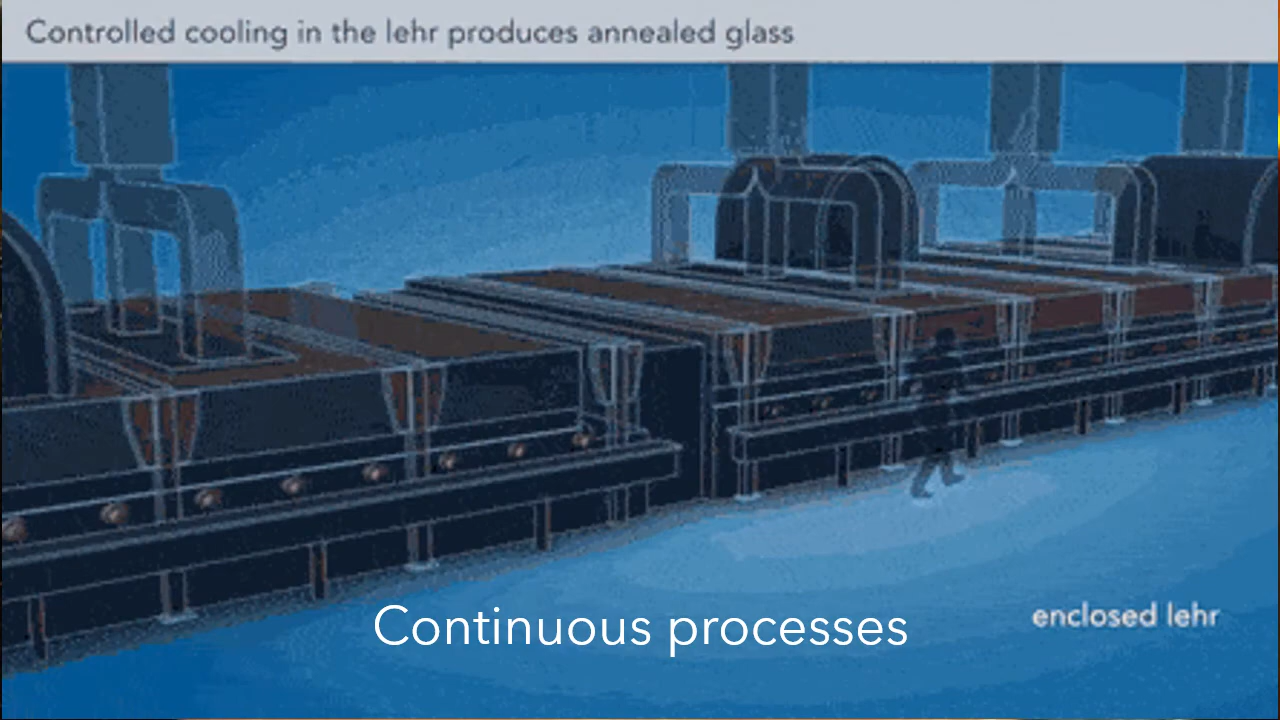 Controlled cooling in the lehr produces annealed glass
enclosed lehr
Continuous processes